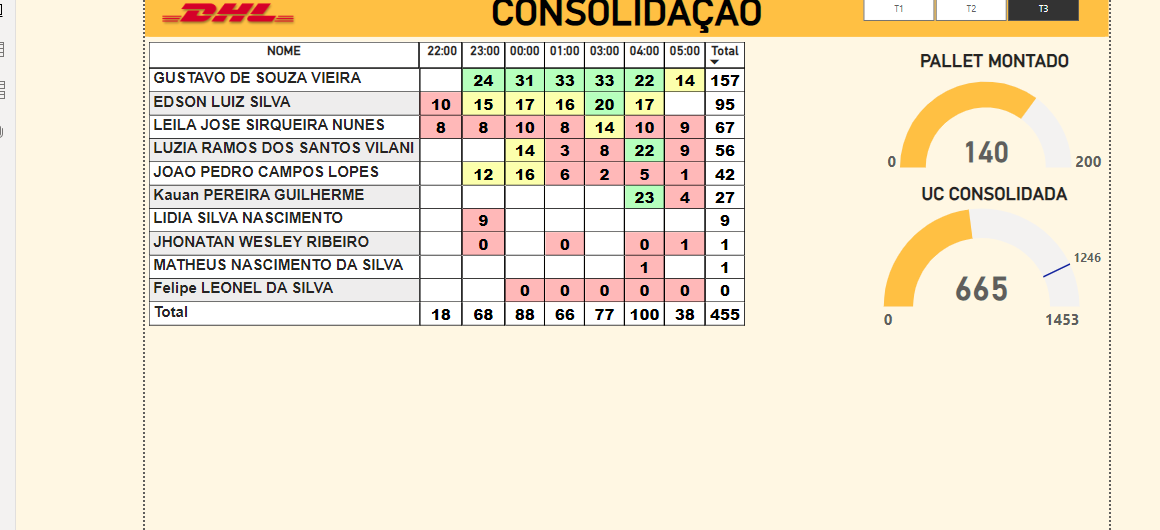 DHL
CONSOLIDAÇAO
T1 T2 T3
NOME 22:00 23:00 00:00 01:00 03:00 04:00 05:00 Total
GUSTAVO DE SOUZA VIEIRA 24 31 33 33 22 14 157
EDSON LUIZ SILVA 10 15 17 16 20 17 95
LEILA JOSE SIRQUEIRA NUNES 8 8 10 8 14 10 9 67
LUZIA RAMOS DOS SANTOS VILANI 14 3 8 22 9 56
JOAO PEDRO CAMPOS LOPES 12 16 6 2 5 1 42
Kauan PEREIRA GUILHERME 23 4 27
LIDIA SILVA NASCIMENTO 9 9
JHONATAN WESLEY RIBEIRO 0 0 0 1 1
MATHEUS NASCIMENTO DA SILVA 1 1
Felipe LEONEL DA SILVA 0 0 0 0 0 0
Total 18 68 88 66 77 100 38 455
PALLET MONTADO
140
0 200
UC CONSOLIDADA
1246
665
0 1453